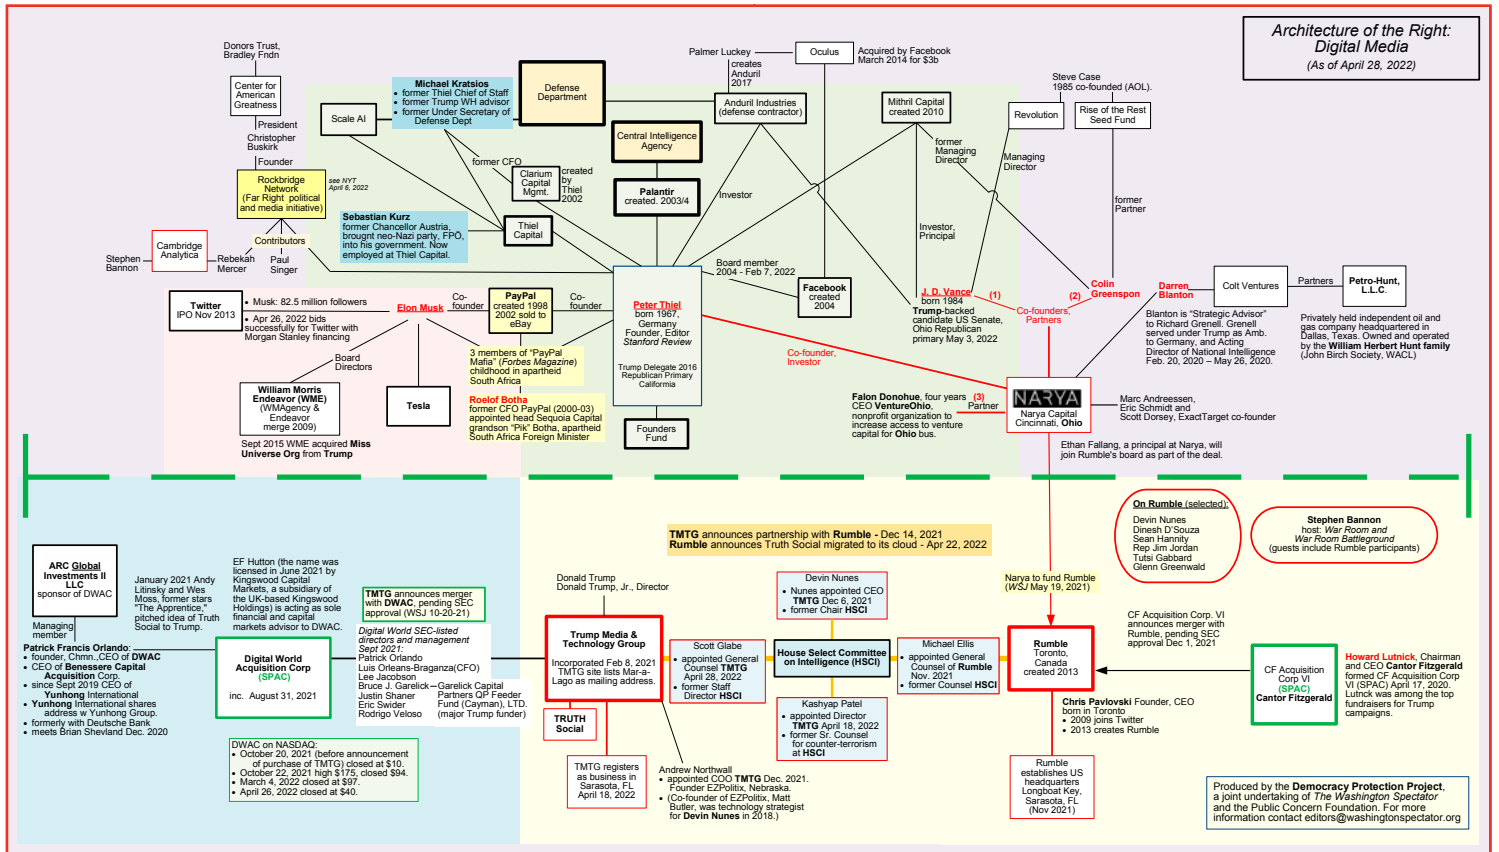 Architecture of the Right:
Digital Media
(As of April 28, 2022)
Donors Trust,
Bradley Fndn
Center for
American
Greatness
President
Christopher
Buskirk
Founder
Rockbridge
Network
(Far Right political
and media initiative)
see NYT
April 6, 2022
Contributors
Cambridge
Analytica
Stephen
Bannon
Rebekah
Mercer
Paul
Singer
Scale AI
Michael Kratsios
• former Thiel Chief of Staff
• former Trump WH advisor
• former Under Secretary of
Defense Dept
Defense
Department
former CFO
Clarium
Capital
Mgmt.
created
by
Thiel
2002
Sebastian Kurz
former Chancellor Austria,
brougnt neo-Nazi party, FPÖ,
into his government. Now
employed at Thiel Capital.
Thiel
Capital
Central Intelligence
Agency
Palantir
created. 2003/4
Palmer Luckey
creates
Anduril
2017
Oculus
Acquired by Facebook
March 2014 for $3b
Anduril Industries
(defense contractor)
Investor
Mithril Capital
created 2010
former
Managing
Director
Investor,
Principal
Steve Case
1985 co-founded (AOL).
Revolution
Managing
Director
Rise of the Rest
Seed Fund
former
Partner
Twitter
IPO Nov 2013
• Musk: 82.5 million followers
• Apr 26, 2022 bids
successfully for Twitter with
Morgan Stanley financing
Elon Musk
Co-
founder
PayPal
created 1998
2002 sold to
eBay
Co-
founder
Board
Directors
William Morris
Endeavor (WME)
(WMAgency &
Endeavor
merge 2009)
Sept 2015 WME acquired Miss
Universe Org from Trump
Tesla
3 members of "PayPal
Mafia" (Forbes Magazine)
childhood in apartheid
South Africa
Roelof Botha
former CFO PayPal (2000-03)
appointed head Sequoia Capital
grandson "Pik" Botha, apartheid
South Africa Foreign Minister
Peter Thiel
born 1967,
Germany
Founder, Editor
Stanford Review
Trump Delegate 2016
Republican Primary
California
Founders
Fund
Board member
2004 - Feb 7, 2022
Facebook
created
2004
Co-founder,
Investor
J. D. Vance
born 1984
Trump-backed
candidate US Senate,
Ohio Republican
primary May 3, 2022
(1)
(2)
Co-founders,
Partners
Colin
Greenspon
Darren
Blanton
Blanton is "Strategic Advisor"
to Richard Grenell. Grenell
served under Trump as Amb.
to Germany, and Acting
Director of National Intelligence
Feb. 20, 2020 – May 26, 2020.
Colt Ventures
Partners
Petro-Hunt,
L.L.C.
Privately held independent oil and
gas company headquartered in
Dallas, Texas. Owned and operated
by the William Herbert Hunt family
(John Birch Society, WACL)
Falon Donohue, four years
CEO VentureOhio,
nonprofit organization to
increase access to venture
capital for Ohio bus.
(3)
Partner
NARYA
Narya Capital
Cincinnati, Ohio
Marc Andreessen,
Eric Schmidt and
Scott Dorsey, ExactTarget co-founder
Ethan Fallang, a principal at Narya, will
join Rumble's board as part of the deal.
ARC Global
Investments II
LLC
sponsor of DWAC
Managing
member
Patrick Francis Orlando:
• founder, Chmn.,CEO of DWAC
• CEO of Benessere Capital
Acquisition Corp.
• since Sept 2019 CEO of
Yunhong International
• Yunhong International shares
address w Yunhong Group.
• formerly with Deutsche Bank
• meets Brian Shevland Dec. 2020
January 2021 Andy
Litinsky and Wes
Moss, former stars
"The Apprentice,"
pitched idea of Truth
Social to Trump.
EF Hutton (the name was
licensed in June 2021 by
Kingswood Capital
Markets, a subsidiary of
the UK-based Kingswood
Holdings) is acting as sole
financial and capital
markets advisor to DWAC.
Digital World
Acquisition Corp
(SPAC)
inc. August 31, 2021
TMTG announces merger
with DWAC, pending SEC
approval (WSJ 10-20-21)
Digital World SEC-listed
directors and management
Sept 2021:
Patrick Orlando
Luis Orleans-Braganza(CFO)
Lee Jacobson
Bruce J. Garelick
Justin Shaner
Eric Swider
Rodrigo Veloso
Garelick Capital
Partners QP Feeder
Fund (Cayman), LTD.
(major Trump funder)
DWAC on NASDAQ:
• October 20, 2021 (before announcement
of purchase of TMTG) closed at $10.
• October 22, 2021 high $175, closed $94.
• March 4, 2022 closed at $97.
• April 26, 2022 closed at $40.
TMTG announces partnership with Rumble - Dec 14, 2021
Rumble announces Truth Social migrated to its cloud - Apr 22, 2022
Donald Trump
Donald Trump, Jr., Director
Trump Media &
Technology Group
Incorporated Feb 8, 2021
TMTG site lists Mar-a-
Lago as mailing address.
TRUTH
Social
TMTG registers
as business in
Sarasota, FL
April 18, 2022
Andrew Northwall
• appointed COO TMTG Dec. 2021.
Founder EZPolitix, Nebraska.
• (Co-founder of EZPolitix, Matt
Butler, was technology strategist
for Devin Nunes in 2018.)
Scott Glabe
• appointed General
Counsel TMTG
April 28, 2022
• former Staff
Director HSCI
Devin Nunes
• Nunes appointed CEO
TMTG Dec 6, 2021
• former Chair HSCI
House Select Committee
on Intelligence (HSCI)
Kashyap Patel
• appointed Director
TMTG April 18, 2022
• former Sr. Counsel
for counter-terrorism
at HSCI
Michael Ellis
• appointed General
Counsel of Rumble
Nov. 2021
• former Counsel HSCI
Narya to fund Rumble
(WSJ May 19, 2021)
Rumble
Toronto,
Canada
created 2013
Chris Pavlovski Founder, CEO
born in Toronto
• 2009 joins Twitter
• 2013 creates Rumble
Rumble
establishes US
headquarters
Longboat Key,
Sarasota, FL
(Nov 2021)
On Rumble (selected):
Devin Nunes
Dinesh D'Souza
Sean Hannity
Rep Jim Jordan
Tutsi Gabbard
Glenn Greenwald
Stephen Bannon
host: War Room and
War Room Battleground
(guests include Rumble participants)
CF Acquisition Corp. VI
announces merger with
Rumble, pending SEC
approval Dec 1, 2021
CF Acquisition
Corp VI
(SPAC)
Cantor Fitzgerald
Howard Lutnick, Chairman
and CEO Cantor Fitzgerald
formed CF Acquisition Corp
VI (SPAC) April 17, 2020.
Lutnck was among the top
fundraisers for Trump
campaigns.
Produced by the Democracy Protection Project,
a joint undertaking of The Washington Spectator
and the Public Concern Foundation. For more
information contact editors@washingtonspectator.org